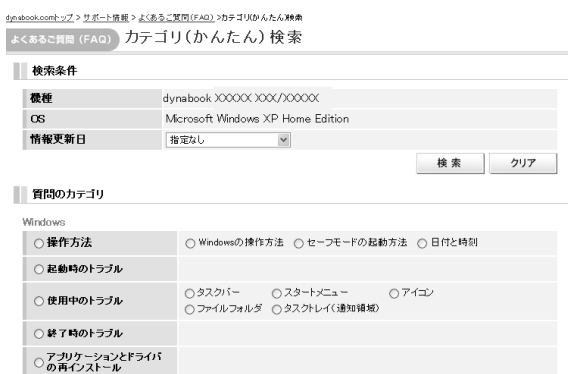 dynabook.comトップ > サポート情報 > よくあるご質問(FAQ) >カテゴリ(かんたん)検索
よくあるご質問 (FAQ) カテゴリ(かんたん)検索
検索条件
機種 dynabook XXXXX XXX/XXXXX
OS Microsoft Windows XP Home Edition
情報更新日 指定なし
検索 クリア
質問のカテゴリ
Windows
操作方法 Windowsの操作方法 セーフモードの起動方法 日付と時刻
起動時のトラブル
使用中のトラブル タスクバー スタートメニュー アイコン
ファイルフォルダ タスクトレイ(通知領域)
終了時のトラブル
アプリケーションとドライバ
の再インストール